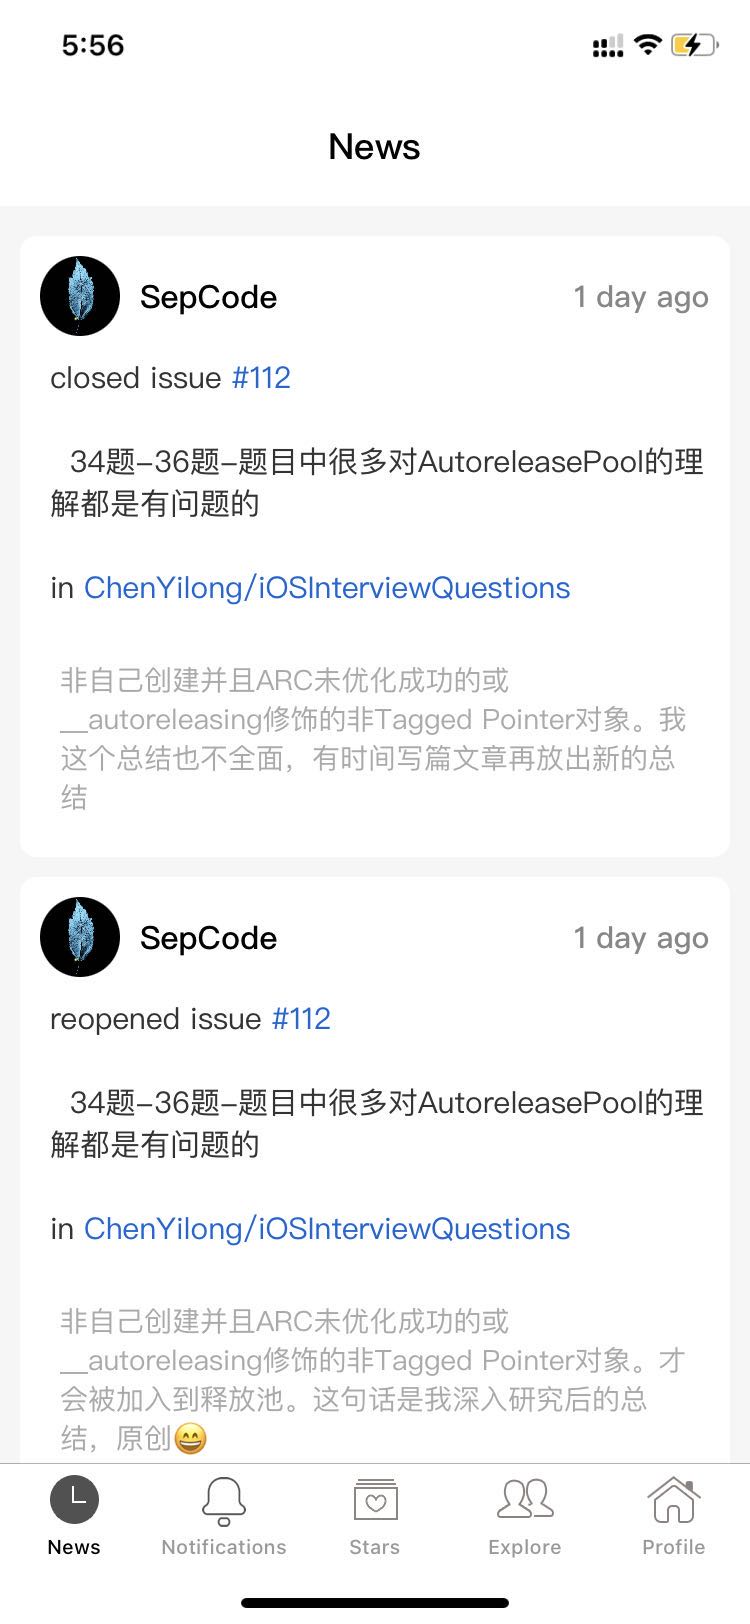 5:56
News
SepCode
1 day ago
closed issue #112
34题-36题-题目中很多对AutoreleasePool的理
解都是有问题的
in ChenYilong/iOSInterviewQuestions
非自己创建并且ARC未优化成功的或
__autoreleasing修饰的非Tagged Pointer对象。我
这个总结也不全面，有时间写篇文章再放出新的总
结
SepCode
1 day ago
reopened issue #112
34题-36题-题目中很多对AutoreleasePool的理
解都是有问题的
in ChenYilong/iOSInterviewQuestions
非自己创建并且ARC未优化成功的或
__autoreleasing修饰的非Tagged Pointer对象。才
会被加入到释放池。这句话是我深入研究后的总
结，原创😄
News
Notifications
Stars
Explore
Profile